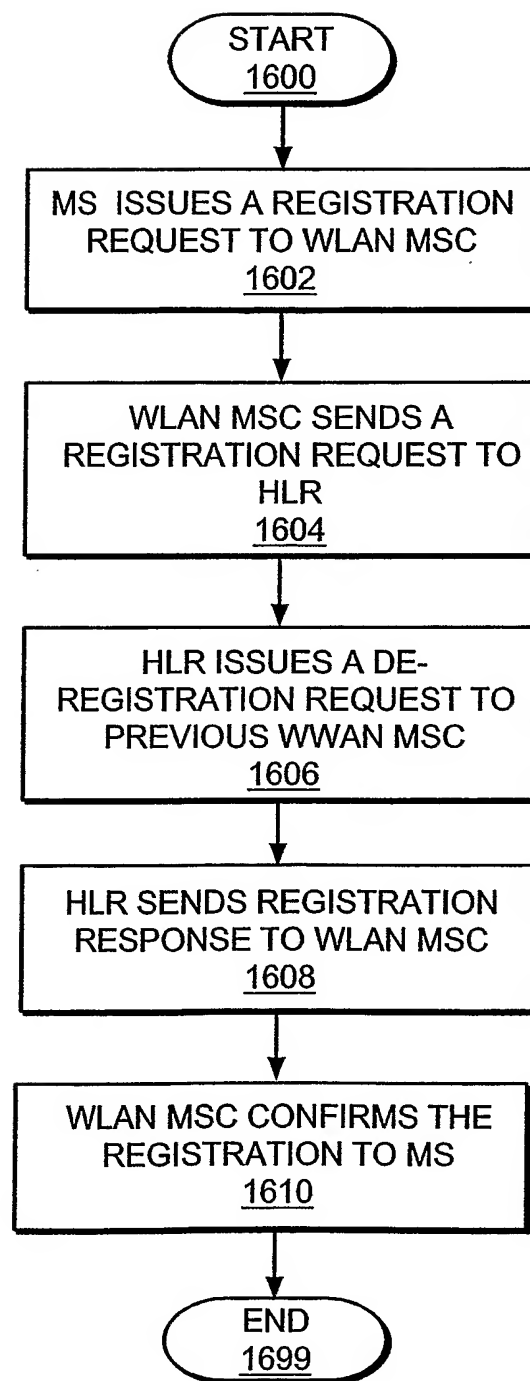 START
1600
MS ISSUES A REGISTRATION
REQUEST TO WLAN MSC
1602
WLAN MSC SENDS A
REGISTRATION REQUEST TO
HLR
1604
HLR ISSUES A DE-
REGISTRATION REQUEST TO
PREVIOUS WWAN MSC
1606
HLR SENDS REGISTRATION
RESPONSE TO WLAN MSC
1608
WLAN MSC CONFIRMS THE
REGISTRATION TO MS
1610
END
1699